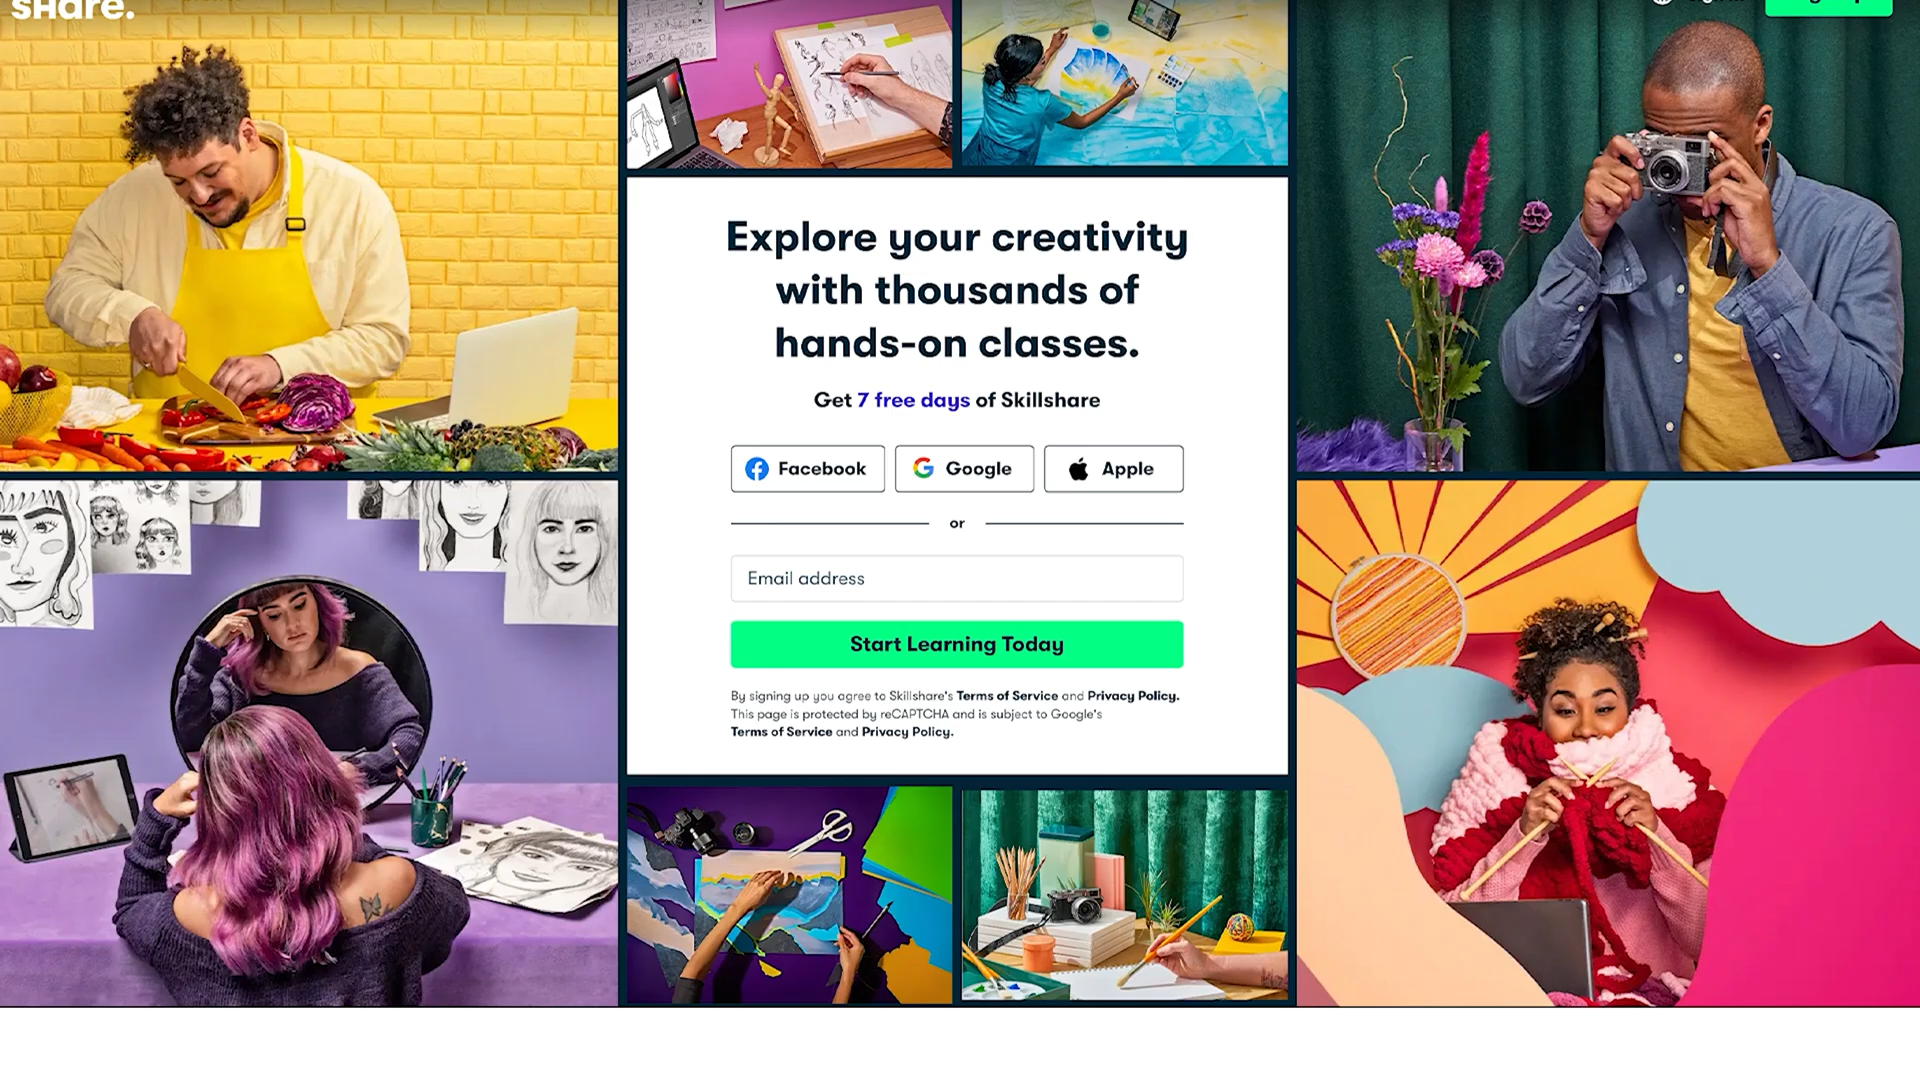 sHare.
Explore your creativity
with thousands of
hands-on classes.
Get 7 free days of Skillshare
Facebook
Google
Apple
or
Email address
Start Learning Today
By signing up you agree to Skillshare's Terms of Service and Privacy Policy.
This page is protected by reCAPTCHA and is subject to Google's
Terms of Service and Privacy Policy.